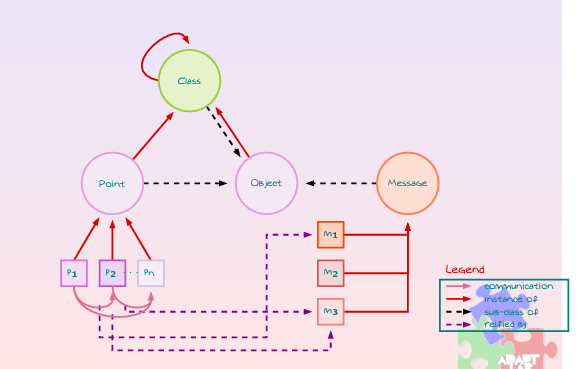 Class
Point
Object
Message
P1
P2
Pn
M1
M2
M3
Legend
communication
instance of
sub-class of
reified by
ADAPT